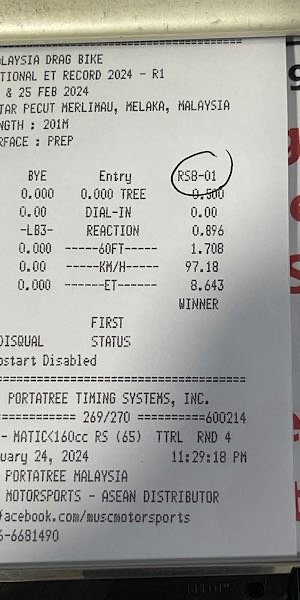 LAYSIA DRAG BIKE
TIONAL ET RECORD 2024 - R1
& 25 FEB 2024
TAR PECUT MERLIMAU, MELAKA, MALAYSIA
NGTH : 201M
RFACE : PREP
BYE Entry RSB-01
0.000 0.000 TREE 0.500
0.00 DIAL-IN 0.00
-LB3- REACTION 0.896
0.000 -----60FT----- 1.708
0.00 -----KM/H----- 97.18
0.000 ------ET------ 8.643
WINNER
FIRST
DISQUAL STATUS
ostart Disabled
PORTATREE TIMING SYSTEMS, INC.
=========== 269/270 ==========600214
- MATIC<160cc RS (65) TTRL RND 4
uary 24, 2024 11:29:18 PM
PORTATREE MALAYSIA
MOTORSPORTS - ASEAN DISTRIBUTOR
facebook.com/muscmotorsports
6-6681490